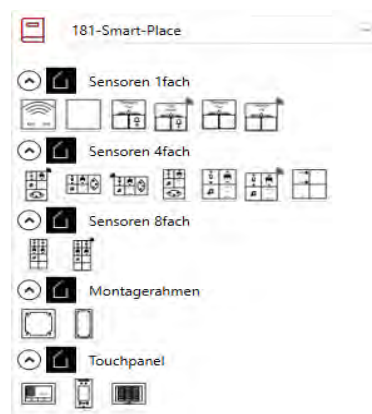 181-Smart-Place
Sensoren 1fach
Sensoren 4fach
Sensoren 8fach
Montagerahmen
Touchpanel